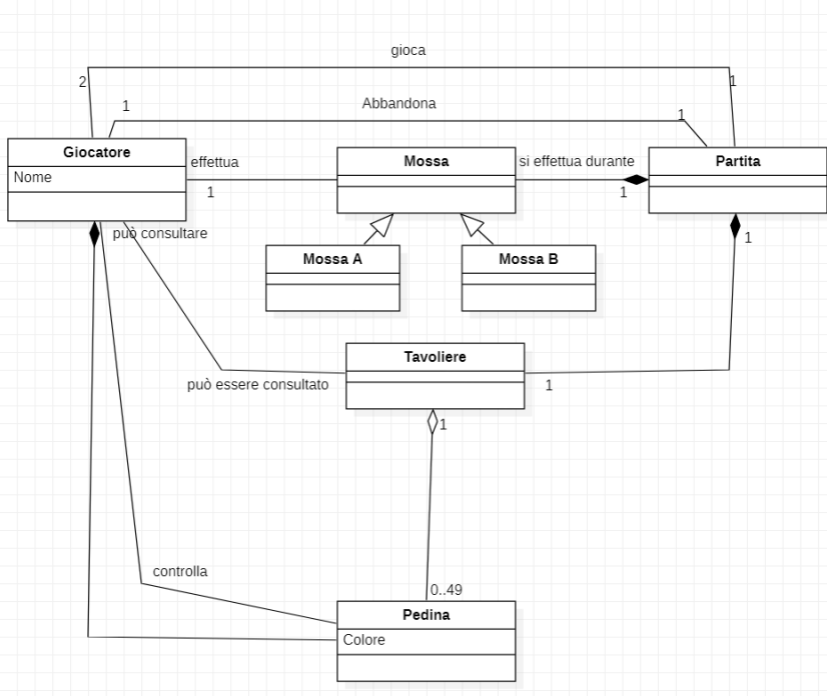 gioca
2
1
1
Abbandona
1
Giocatore
Nome
effettua
1
Mossa
si effettua durante
1
Partita
può consultare
1
Mossa A
Mossa B
Tavoliere
può essere consultato
1
1
controlla
0..49
Pedina
Colore